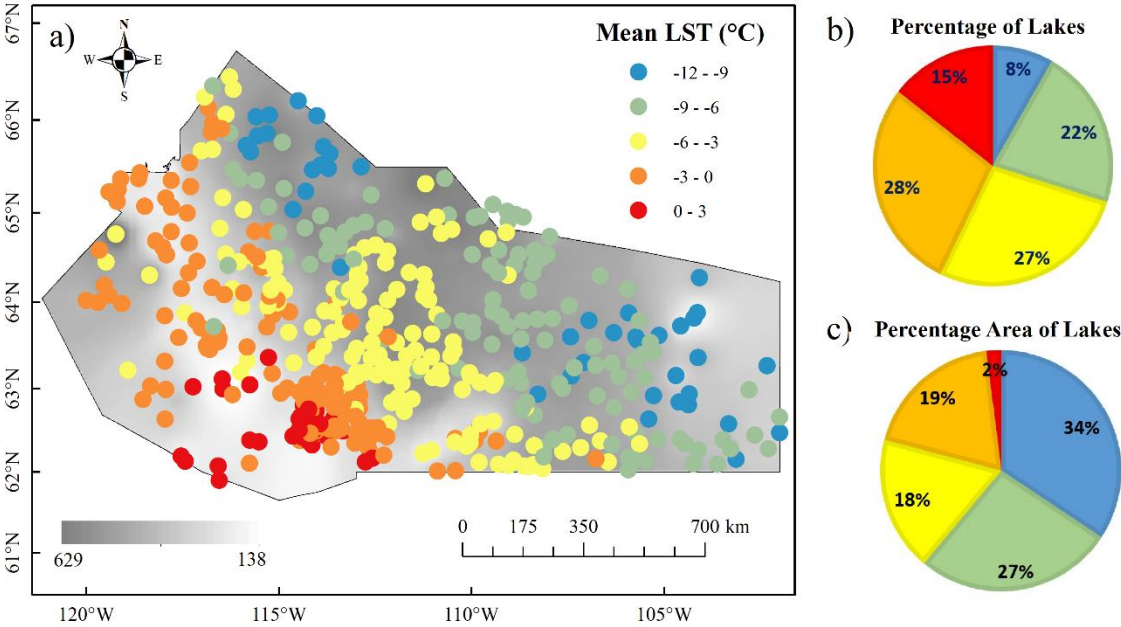 a)
N
W E
S
Mean LST (°C)
-12 - -9
-9 - -6
-6 - -3
-3 - 0
0 - 3
67°N
66°N
65°N
64°N
63°N
62°N
61°N
629 138
0 175 350 700 km
120°W 115°W 110°W 105°W
b) Percentage of Lakes
15% 8%
22%
28%
27%
c) Percentage Area of Lakes
2%
19% 34%
18%
27%